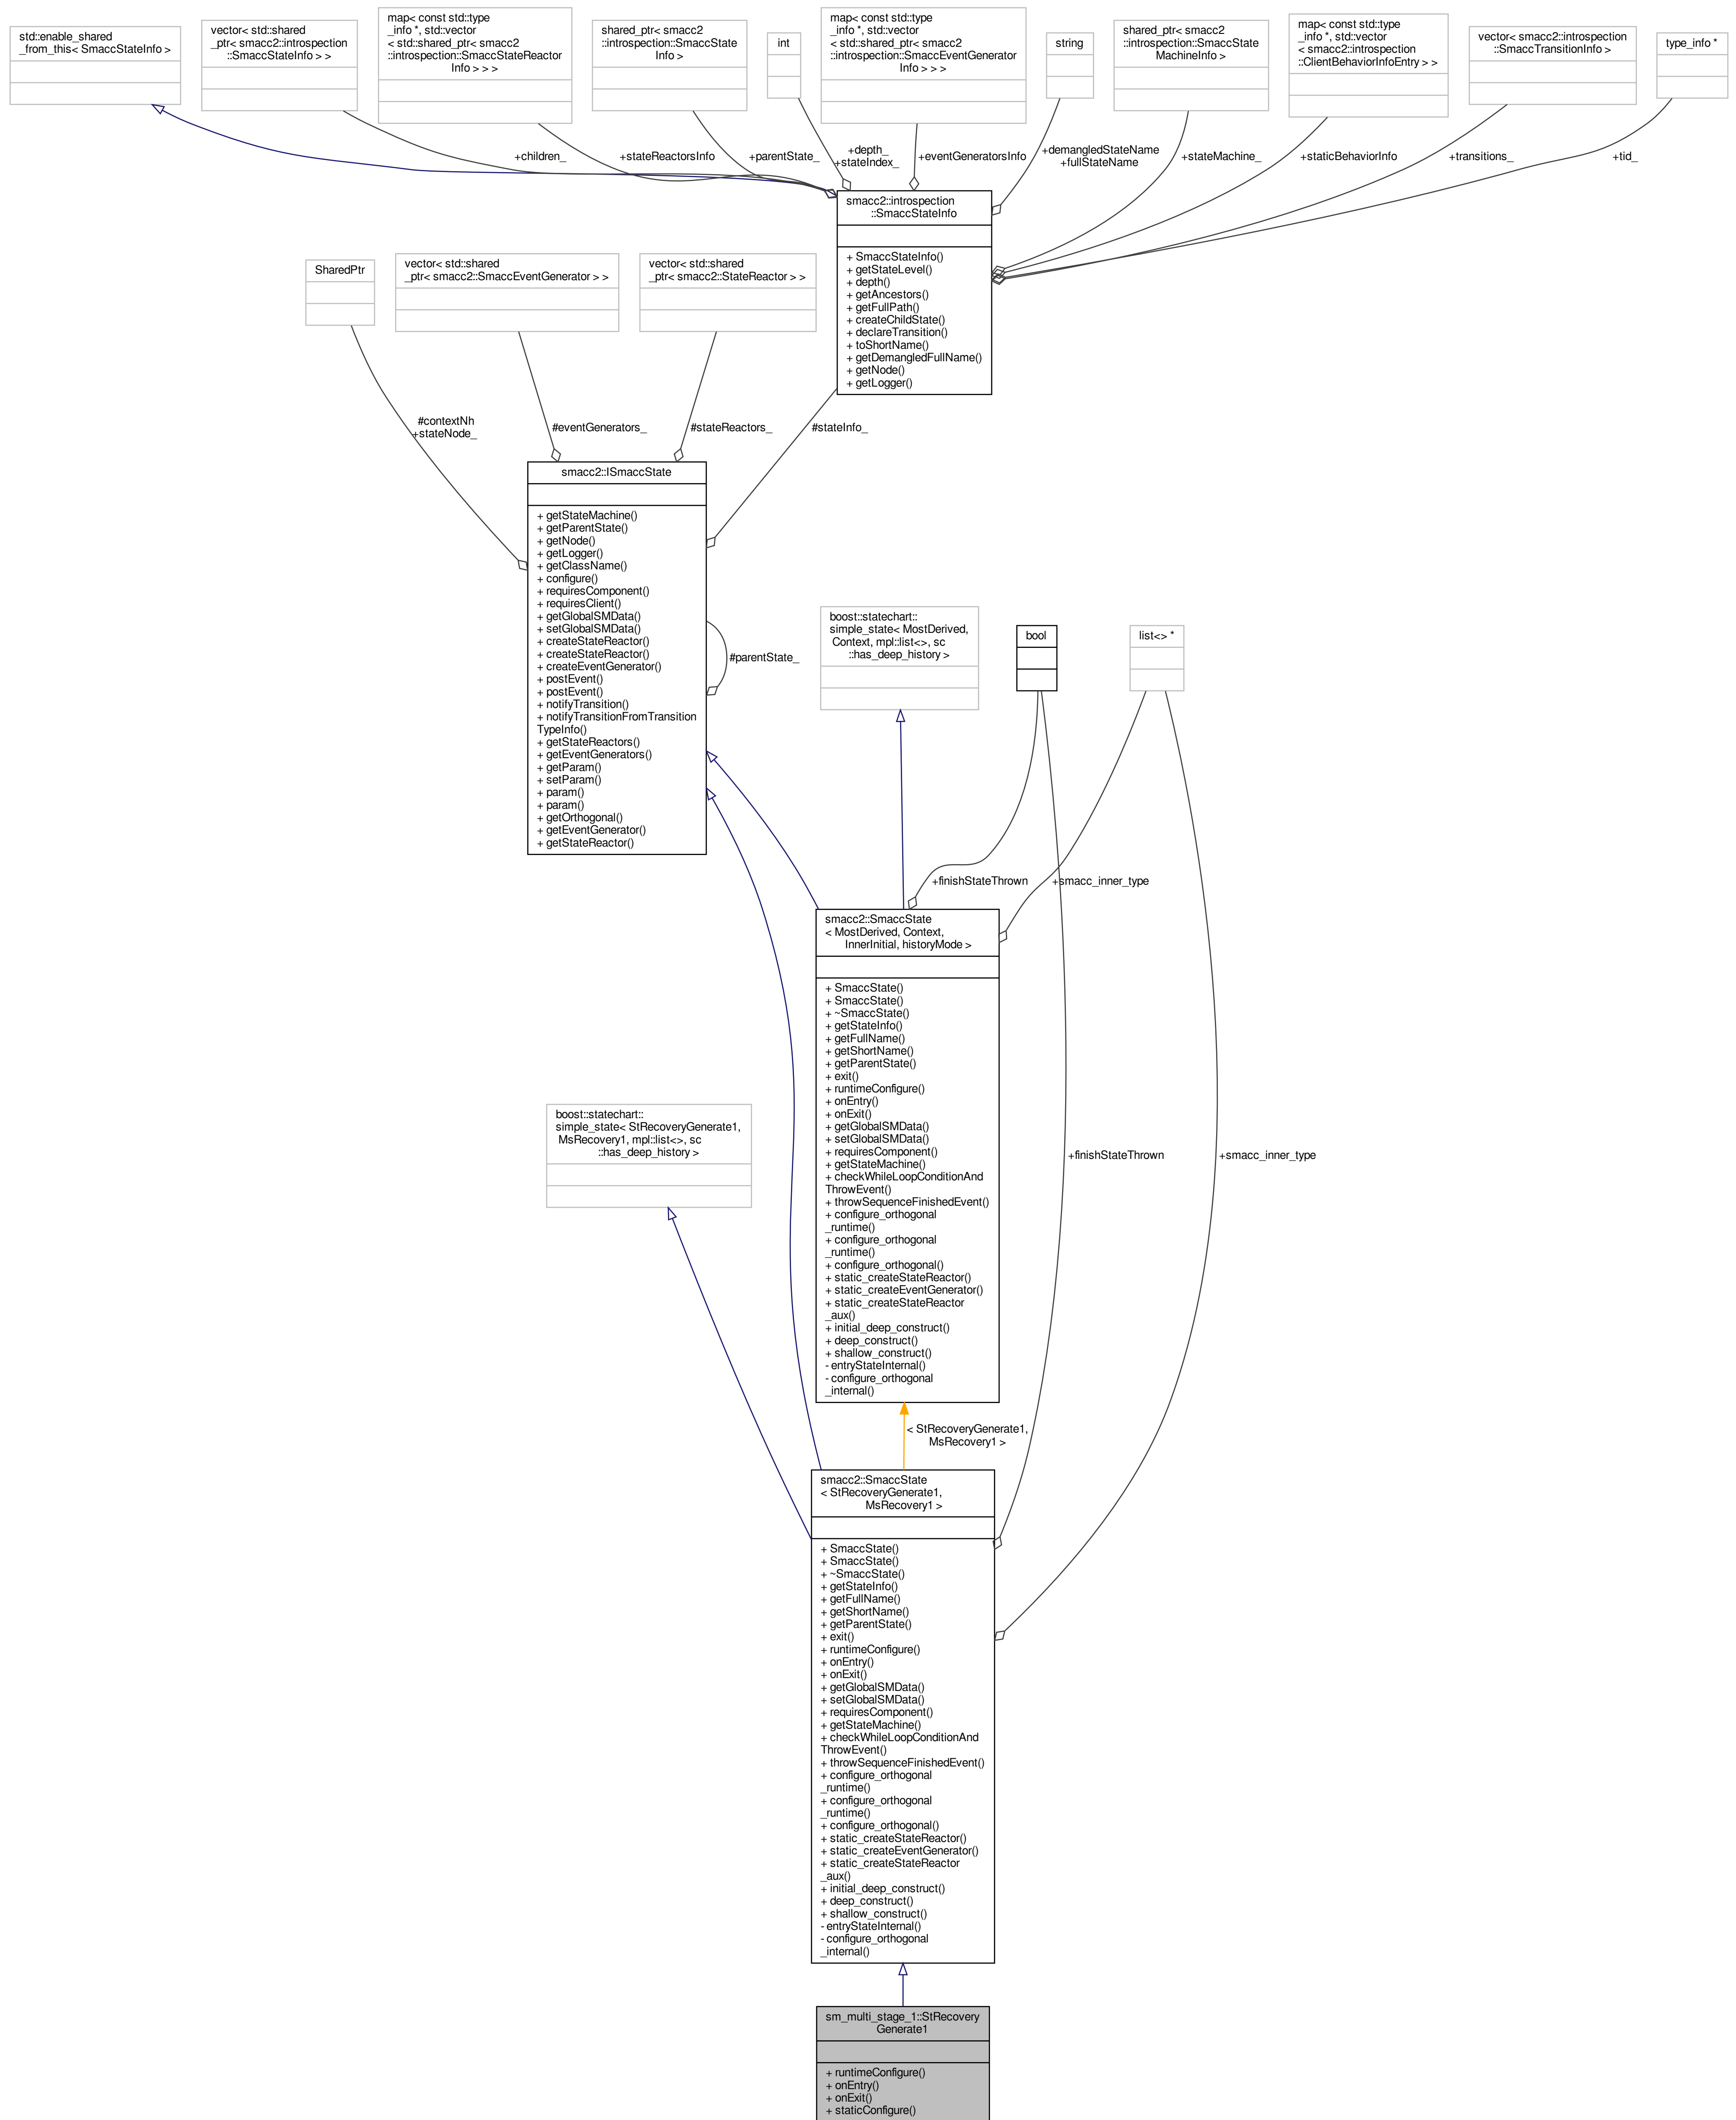 std::enable_shared
_from_this< SmaccStateInfo >
vector< std::shared
_ptr< smacc2::introspection
::SmaccStateInfo > >
map< const std::type
_info *, std::vector
< std::shared_ptr< smacc2
::introspection::SmaccStateReactor
Info > > >
shared_ptr< smacc2
::introspection::SmaccState
Info >
int
map< const std::type
_info *, std::vector
< std::shared_ptr< smacc2
::introspection::SmaccEventGenerator
Info > > >
string
shared_ptr< smacc2
::introspection::SmaccState
MachineInfo >
map< const std::type
_info *, std::vector
< smacc2::introspection
::ClientBehaviorInfoEntry > >
vector< smacc2::introspection
::SmaccTransitionInfo >
type_info *
+children_
+stateReactorsInfo
+parentState_
+depth_
+stateIndex_
+eventGeneratorsInfo
+demangledStateName
+fullStateName
+stateMachine_
+staticBehaviorInfo
+transitions_
+tid_
smacc2::introspection
::SmaccStateInfo
+ SmaccStateInfo()
+ getStateLevel()
+ depth()
+ getAncestors()
+ getFullPath()
+ createChildState()
+ declareTransition()
+ toShortName()
+ getDemangledFullName()
+ getNode()
+ getLogger()
SharedPtr
vector< std::shared
_ptr< smacc2::SmaccEventGenerator > >
vector< std::shared
_ptr< smacc2::StateReactor > >
#contextNh
+stateNode_
#eventGenerators_
#stateReactors_
#stateInfo_
smacc2::ISmaccState
+ getStateMachine()
+ getParentState()
+ getNode()
+ getLogger()
+ getClassName()
+ configure()
+ requiresComponent()
+ requiresClient()
+ getGlobalSMData()
+ setGlobalSMData()
+ createStateReactor()
+ createStateReactor()
+ createEventGenerator()
+ postEvent()
+ postEvent()
+ notifyTransition()
+ notifyTransitionFromTransition
TypeInfo()
+ getStateReactors()
+ getEventGenerators()
+ getParam()
+ setParam()
+ param()
+ param()
+ getOrthogonal()
+ getEventGenerator()
+ getStateReactor()
#parentState_
boost::statechart::
simple_state< MostDerived,
Context, mpl::list<>, sc
::has_deep_history >
bool
list<> *
+finishStateThrown
+smacc_inner_type
smacc2::SmaccState
< MostDerived, Context,
InnerInitial, historyMode >
+ SmaccState()
+ SmaccState()
+ ~SmaccState()
+ getStateInfo()
+ getFullName()
+ getShortName()
+ getParentState()
+ exit()
+ runtimeConfigure()
+ onEntry()
+ onExit()
+ getGlobalSMData()
+ setGlobalSMData()
+ requiresComponent()
+ getStateMachine()
+ checkWhileLoopConditionAnd
ThrowEvent()
+ throwSequenceFinishedEvent()
+ configure_orthogonal
_runtime()
+ configure_orthogonal
_runtime()
+ configure_orthogonal()
+ static_createStateReactor()
+ static_createEventGenerator()
+ static_createStateReactor
_aux()
+ initial_deep_construct()
+ deep_construct()
+ shallow_construct()
- entryStateInternal()
- configure_orthogonal
_internal()
boost::statechart::
simple_state< StRecoveryGenerate1,
MsRecovery1, mpl::list<>, sc
::has_deep_history >
+finishStateThrown
+smacc_inner_type
< StRecoveryGenerate1,
MsRecovery1 >
smacc2::SmaccState
< StRecoveryGenerate1,
MsRecovery1 >
+ SmaccState()
+ SmaccState()
+ ~SmaccState()
+ getStateInfo()
+ getFullName()
+ getShortName()
+ getParentState()
+ exit()
+ runtimeConfigure()
+ onEntry()
+ onExit()
+ getGlobalSMData()
+ setGlobalSMData()
+ requiresComponent()
+ getStateMachine()
+ checkWhileLoopConditionAnd
ThrowEvent()
+ throwSequenceFinishedEvent()
+ configure_orthogonal
_runtime()
+ configure_orthogonal
_runtime()
+ configure_orthogonal()
+ static_createStateReactor()
+ static_createEventGenerator()
+ static_createStateReactor
_aux()
+ initial_deep_construct()
+ deep_construct()
+ shallow_construct()
- entryStateInternal()
- configure_orthogonal
_internal()
sm_multi_stage_1::StRecovery
Generate1
+ runtimeConfigure()
+ onEntry()
+ onExit()
+ staticConfigure()